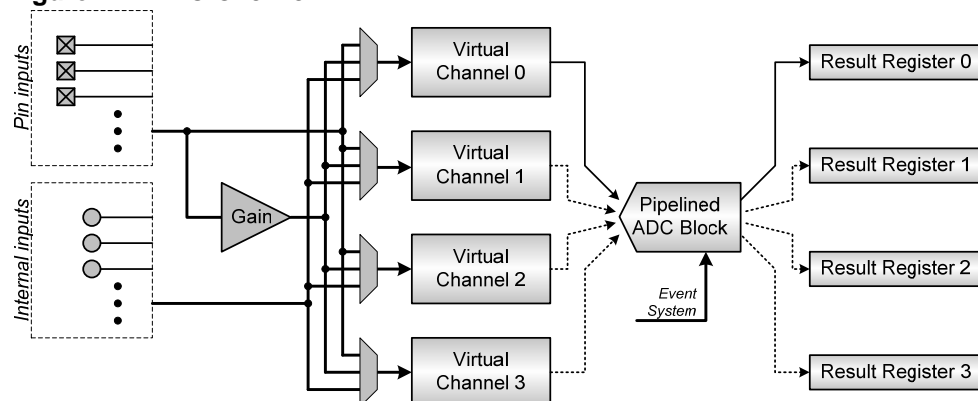 Pin inputs
Internal inputs
Gain
Virtual
Channel 0
Virtual
Channel 1
Virtual
Channel 2
Virtual
Channel 3
Pipelined
ADC Block
Event
System
Result Register 0
Result Register 1
Result Register 2
Result Register 3